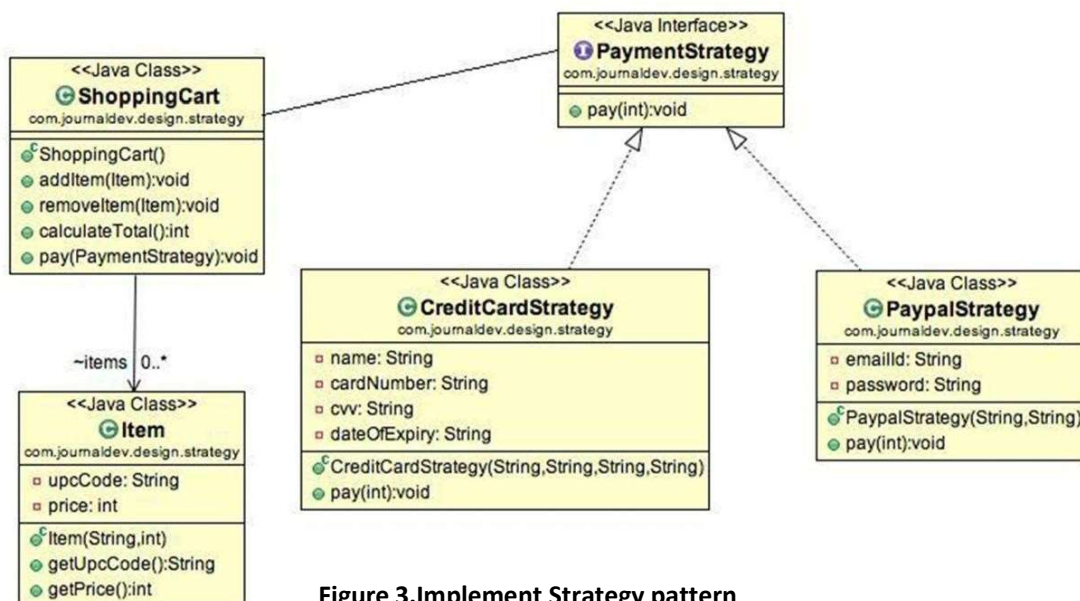 <<Java Interface>>
PaymentStrategy
com.journaldev.design.strategy
pay(int):void
<<Java Class>>
ShoppingCart
com.journaldev.design.strategy
ShoppingCart()
addItem(Item):void
removeItem(Item):void
calculateTotal():int
pay(PaymentStrategy):void
~items 0..*
<<Java Class>>
Item
com.journaldev.design.strategy
upcCode: String
price: int
Item(String,int)
getUpcCode():String
getPrice():int
<<Java Class>>
CreditCardStrategy
com.journaldev.design.strategy
name: String
cardNumber: String
cvv: String
dateOfExpiry: String
CreditCardStrategy(String,String,String,String)
pay(int):void
<<Java Class>>
PaypalStrategy
com.journaldev.design.strategy
emailId: String
password: String
PaypalStrategy(String,String)
pay(int):void
Figure 3.Implement Strategy pattern